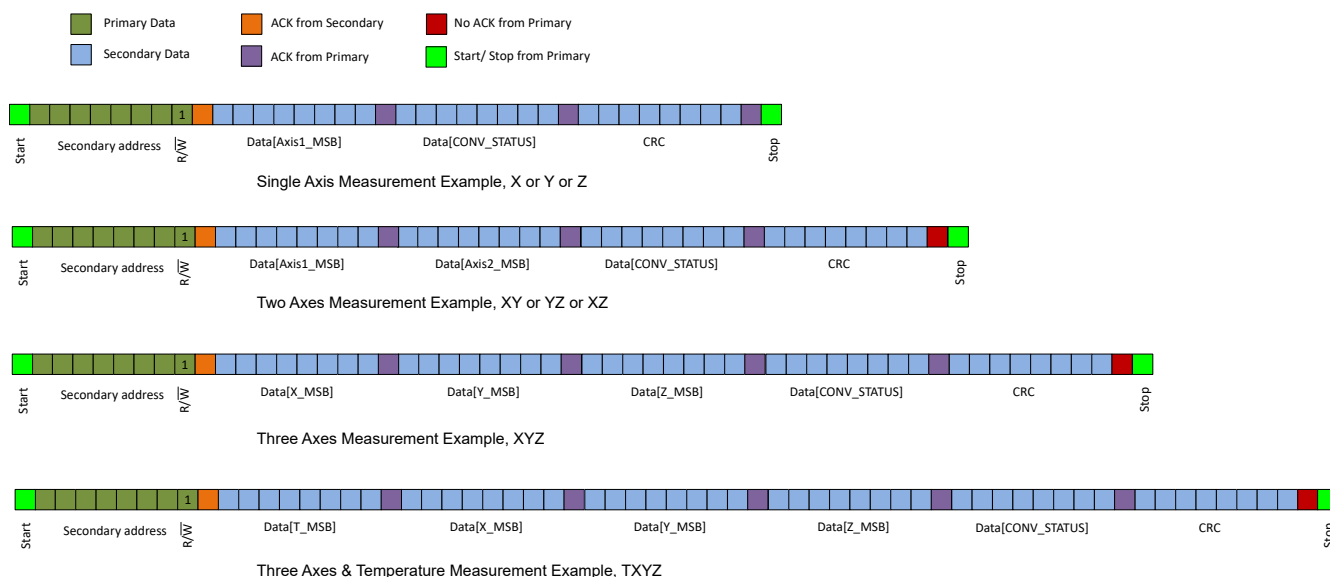 Primary Data ACK from Secondary No ACK from Primary
Secondary Data ACK from Primary Start/ Stop from Primary
1
Start Secondary address R/W Data[Axis1_MSB] Data[CONV_STATUS] CRC Stop
Single Axis Measurement Example, X or Y or Z
1
Start Secondary address R/W Data[Axis1_MSB] Data[Axis2_MSB] Data[CONV_STATUS] CRC Stop
Two Axes Measurement Example, XY or YZ or XZ
1
Start Secondary address R/W Data[X_MSB] Data[Y_MSB] Data[Z_MSB] Data[CONV_STATUS] CRC Stop
Three Axes Measurement Example, XYZ
1
Start Secondary address R/W Data[T_MSB] Data[X_MSB] Data[Y_MSB] Data[Z_MSB] Data[CONV_STATUS] CRC Stop
Three Axes & Temperature Measurement Example, TXYZ